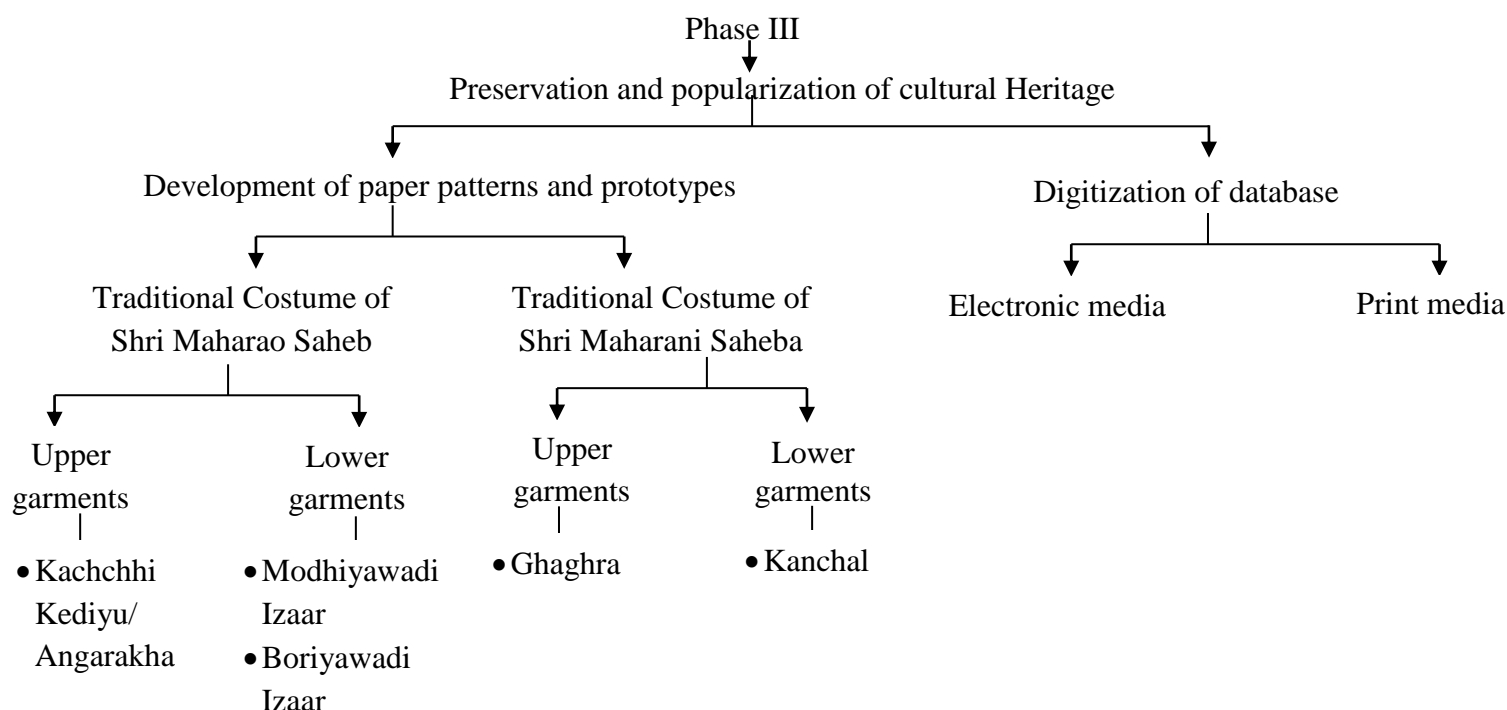 Phase III
Preservation and popularization of cultural Heritage
Development of paper patterns and prototypes
Digitization of database
Traditional Costume of
Shri Maharao Saheb
Traditional Costume of
Shri Maharani Saheba
Electronic media
Print media
Upper
garments
Lower
garments
Upper
garments
Lower
garments
• Kachchhi
Kediyu/
Angarakha
• Modhiyawadi
Izaar
• Boriyawadi
Izaar
• Ghaghra
• Kanchal